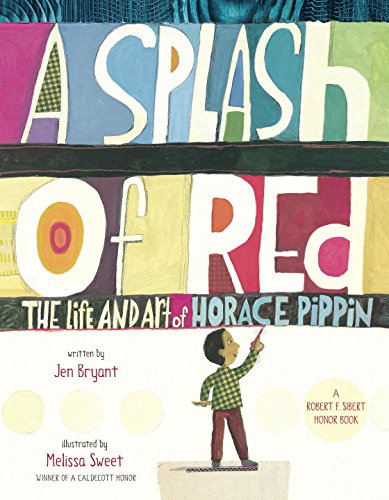 A SPLASH
Of REd
THE life AND ARt of HORACE PiPPiN
written by
Jen Bryant
illustrated by
Melissa Sweet
WINNER OF A CALDECOTT HONOR
A
ROBERT F. SIBERT
HONOR BOOK